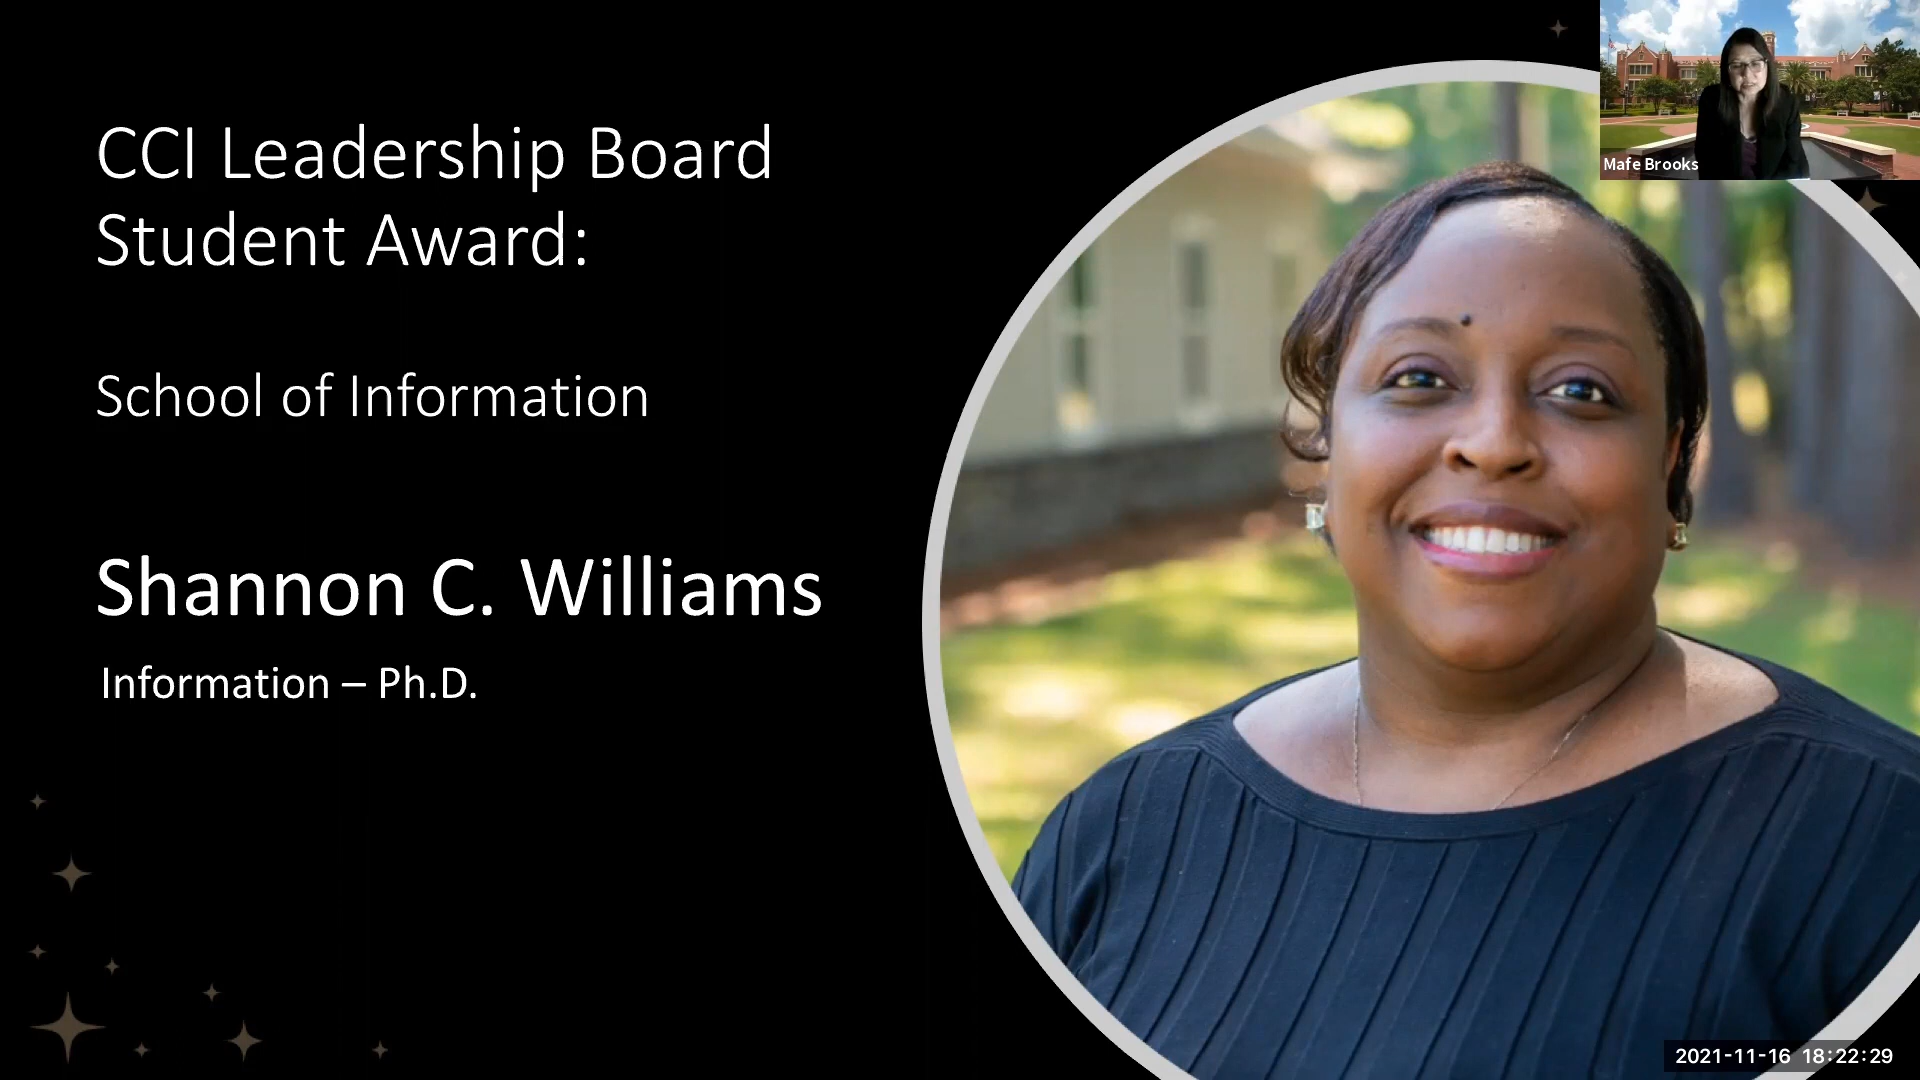 CCI Leadership Board
Student Award:
School of Information
Shannon C. Williams
Information – Ph.D.
Mafe Brooks
2021-11-16 18:22:29